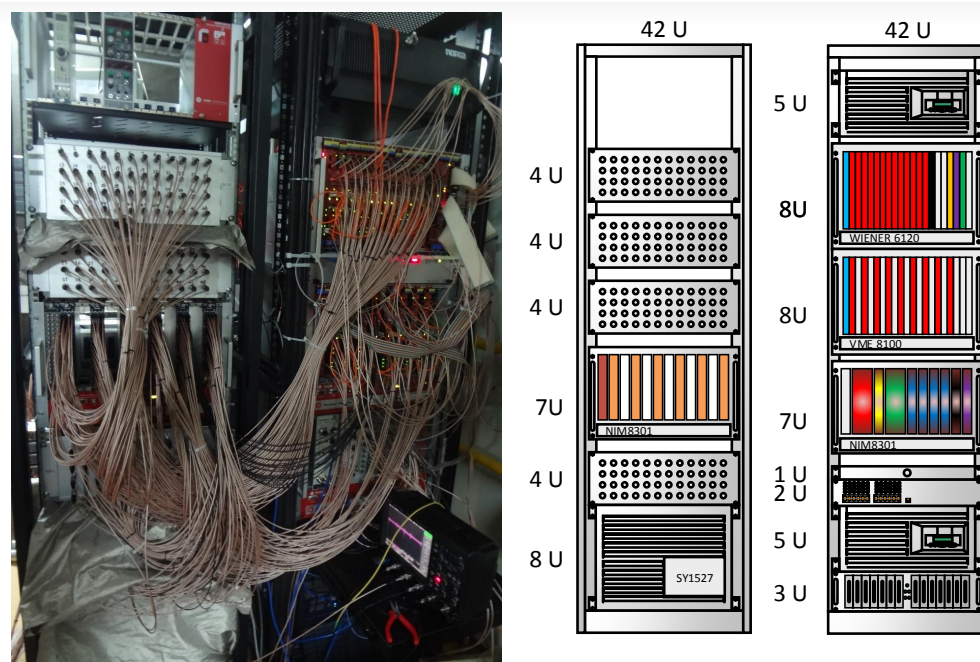 42 U
4 U
4 U
4 U
7U
NIM8301
4 U
8 U
SY1527
42 U
5 U
8U
WIENER 6120
8U
VME 8100
7U
NIM8301
1 U
2 U
5 U
3 U